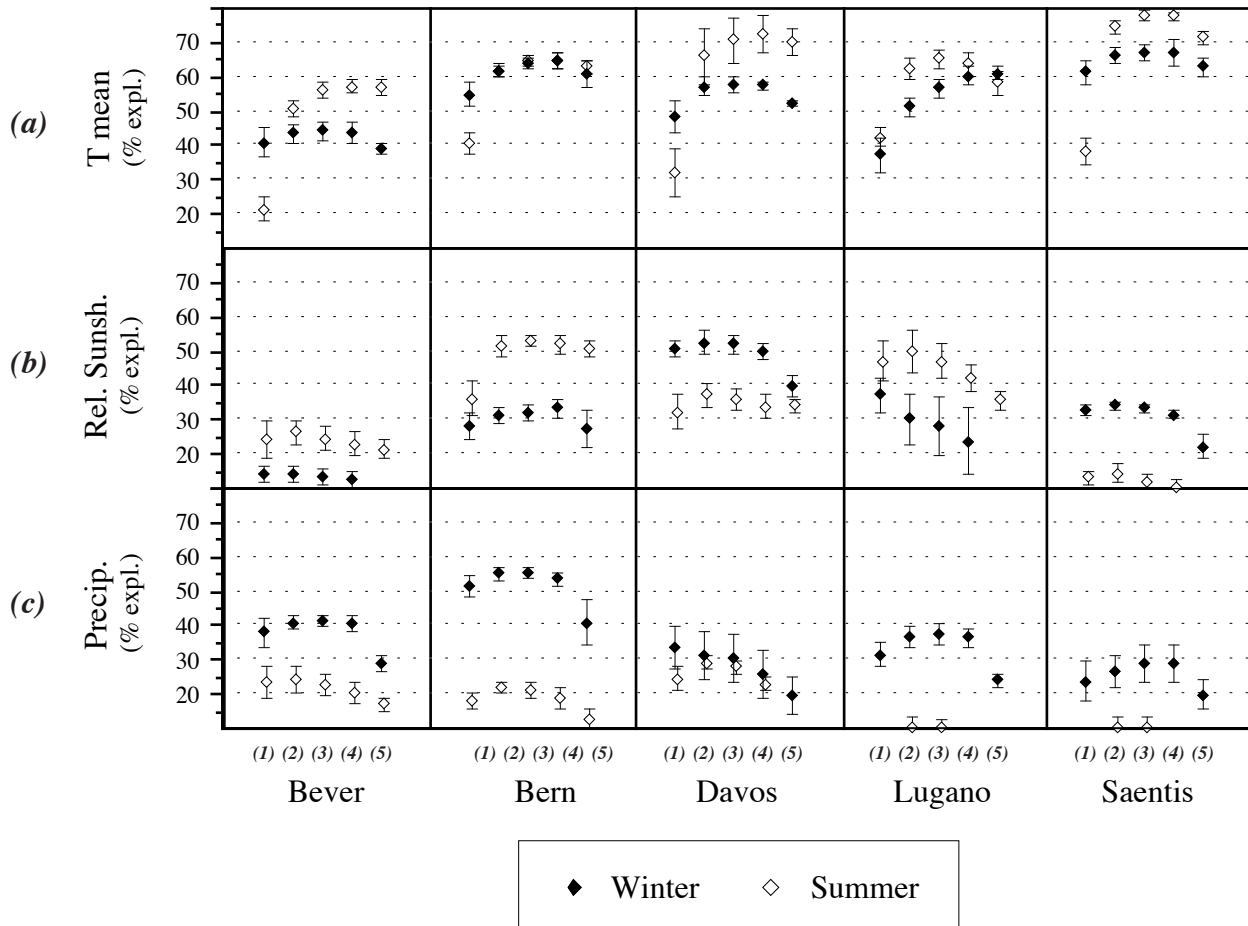 (a)
T mean
(% expl.)
70
60
50
40
30
20
(b)
Rel. Sunsh.
(% expl.)
70
60
50
40
30
20
(c)
Precip.
(% expl.)
70
60
50
40
30
20
(1) (2) (3) (4) (5) (1) (2) (3) (4) (5) (1) (2) (3) (4) (5) (1) (2) (3) (4) (5) (1) (2) (3) (4) (5)
Bever Bern Davos Lugano Saentis
Winter Summer